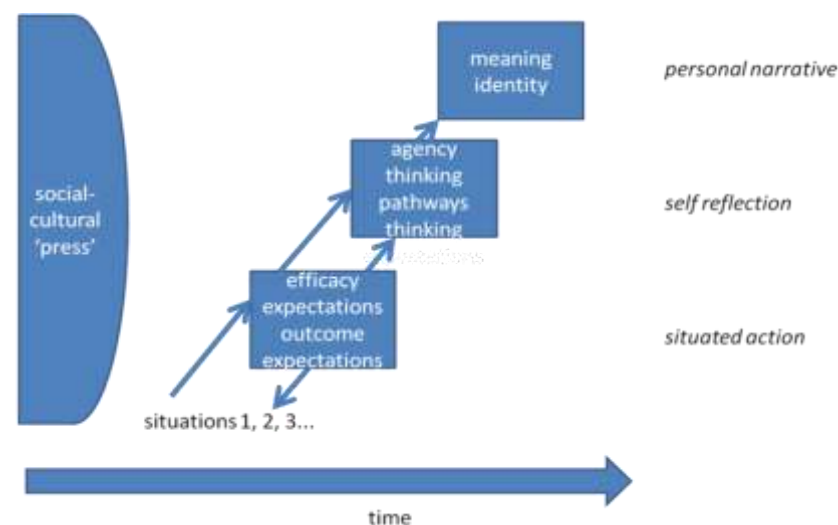 meaning
identity
personal narrative
agency
thinking
pathways
thinking
self reflection
social-
cultural
'press'
efficacy
expectations
outcome
expectations
situated action
situations 1, 2, 3...
time